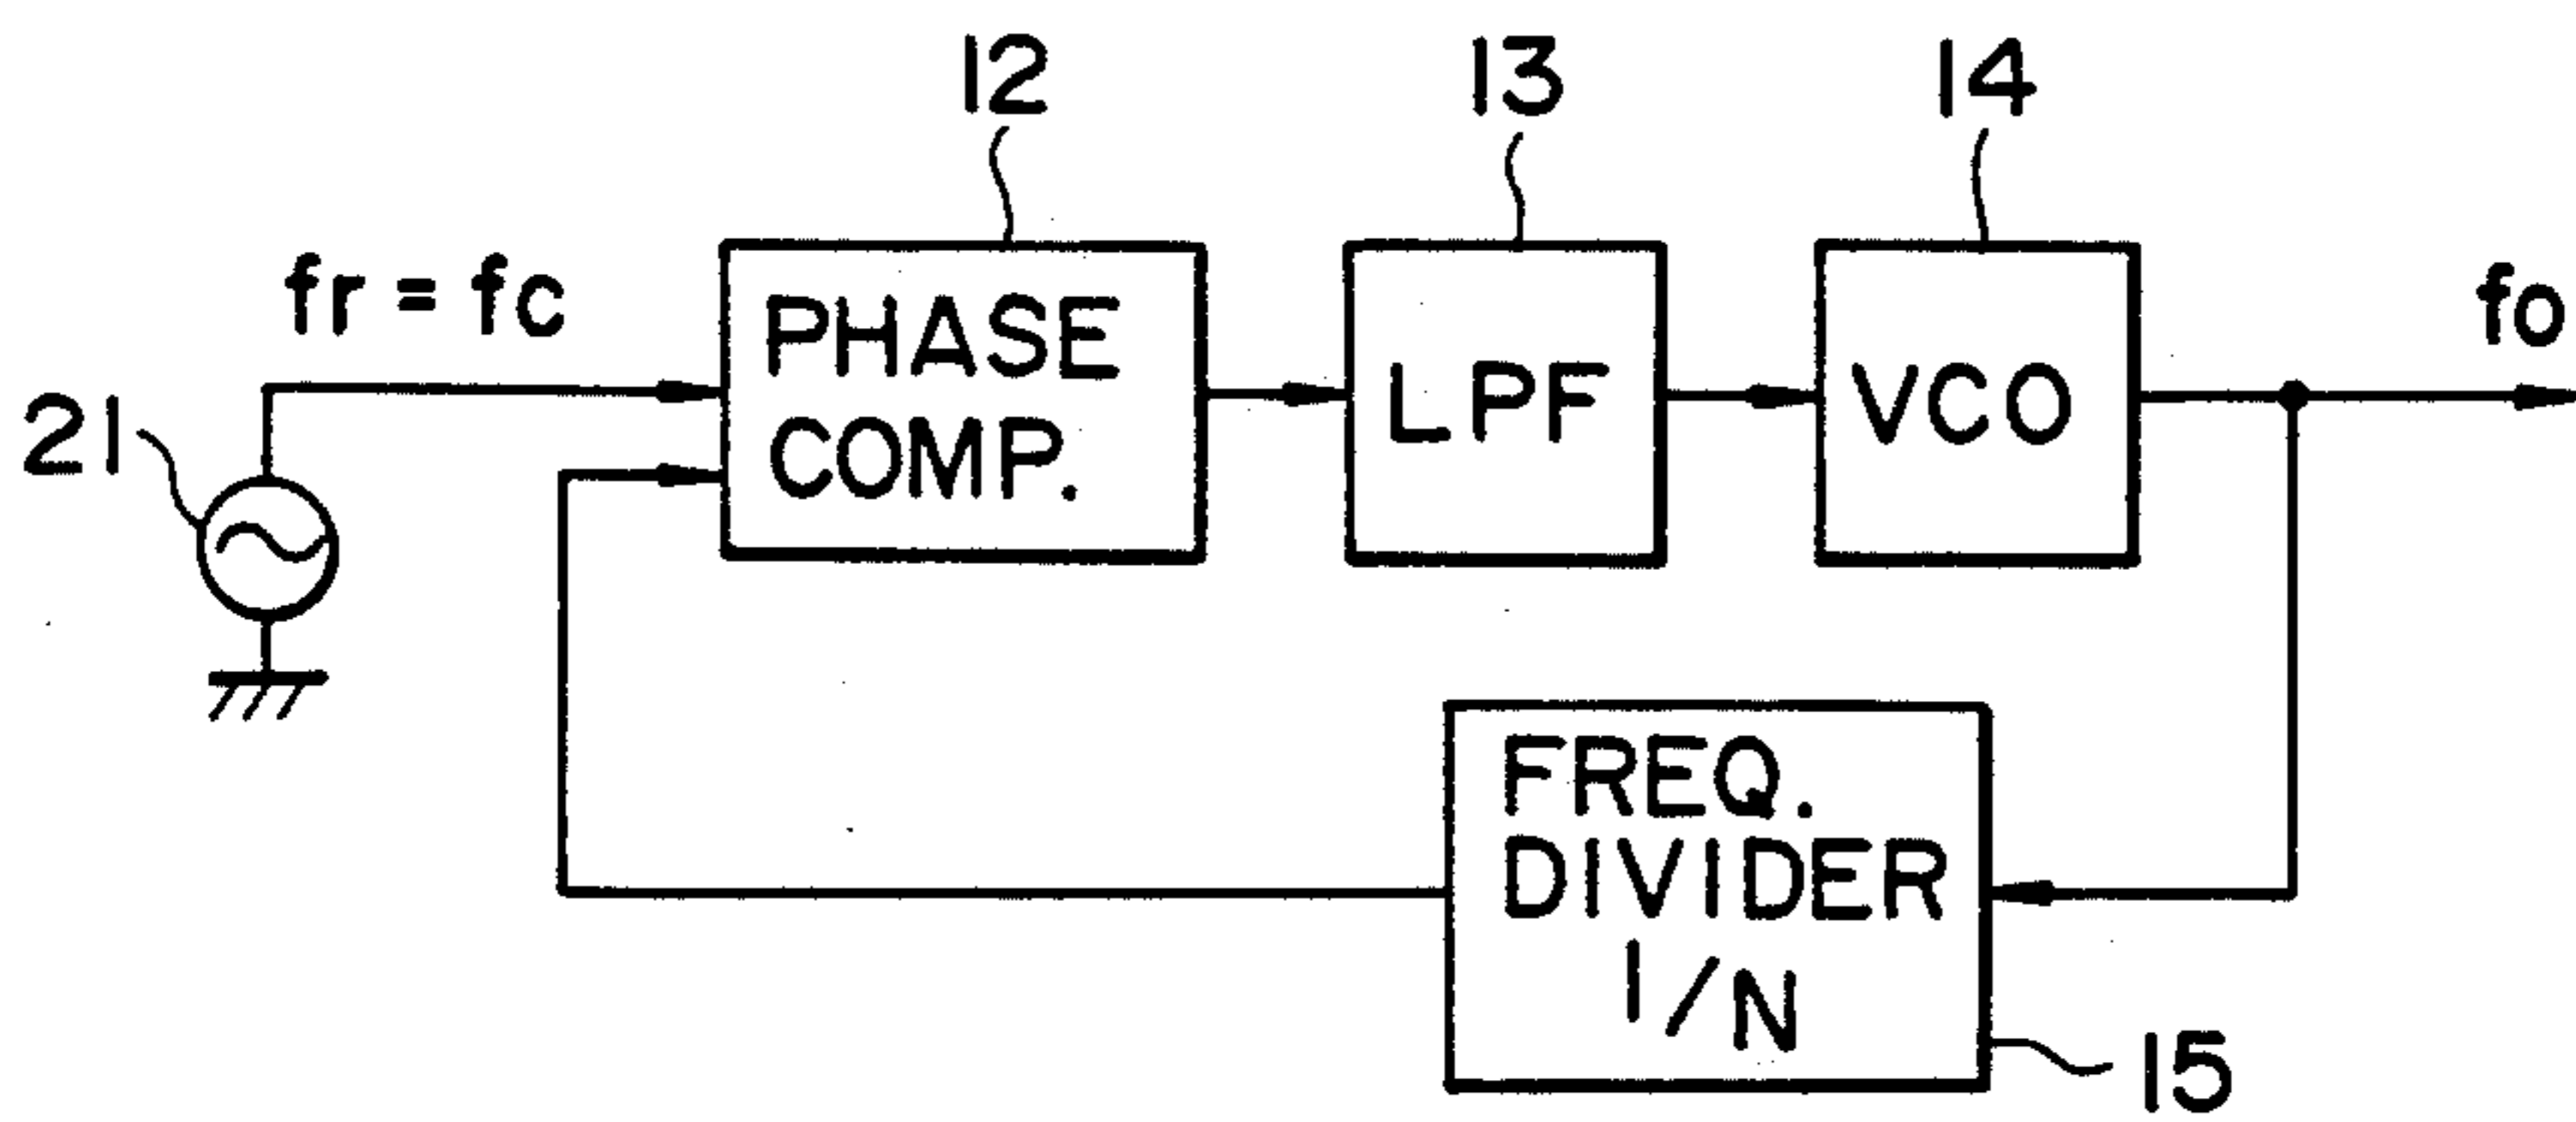 12
13
14
fr = fc
fo
PHASE
COMP.
LPF
VCO
21
FREQ.
DIVIDER
1/N
15